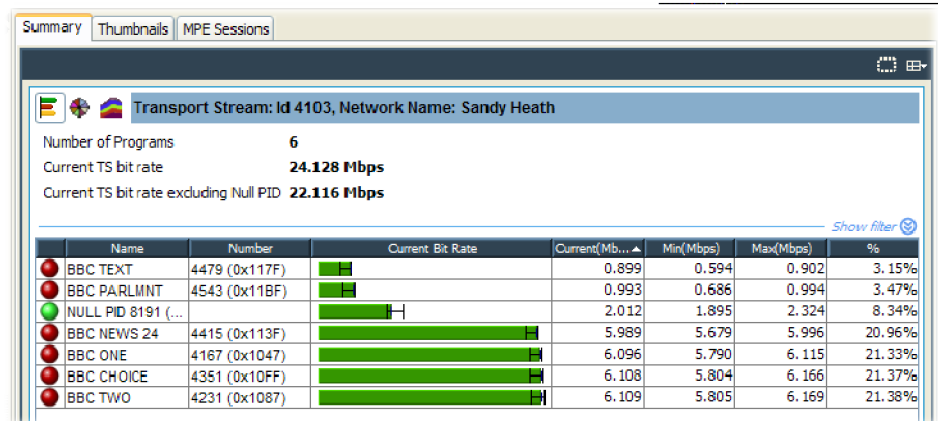 Summary Thumbnails MPE Sessions
Transport Stream: Id 4103, Network Name: Sandy Heath
Number of Programs 6
Current TS bit rate 24.128 Mbps
Current TS bit rate excluding Null PID 22.116 Mbps
Show filter
Name Number Current Bit Rate Current(Mb... Min(Mbps) Max(Mbps) %
BBC TEXT 4479 (0x117F) 0.899 0.594 0.902 3.15%
BBC PARLMNT 4543 (0x11BF) 0.993 0.686 0.994 3.47%
NULL PID 8191 (... 2.012 1.895 2.324 8.34%
BBC NEWS 24 4415 (0x113F) 5.989 5.679 5.996 20.96%
BBC ONE 4167 (0x1047) 6.096 5.790 6.115 21.33%
BBC CHOICE 4351 (0x10FF) 6.108 5.804 6.166 21.37%
BBC TWO 4231 (0x1087) 6.109 5.805 6.169 21.38%